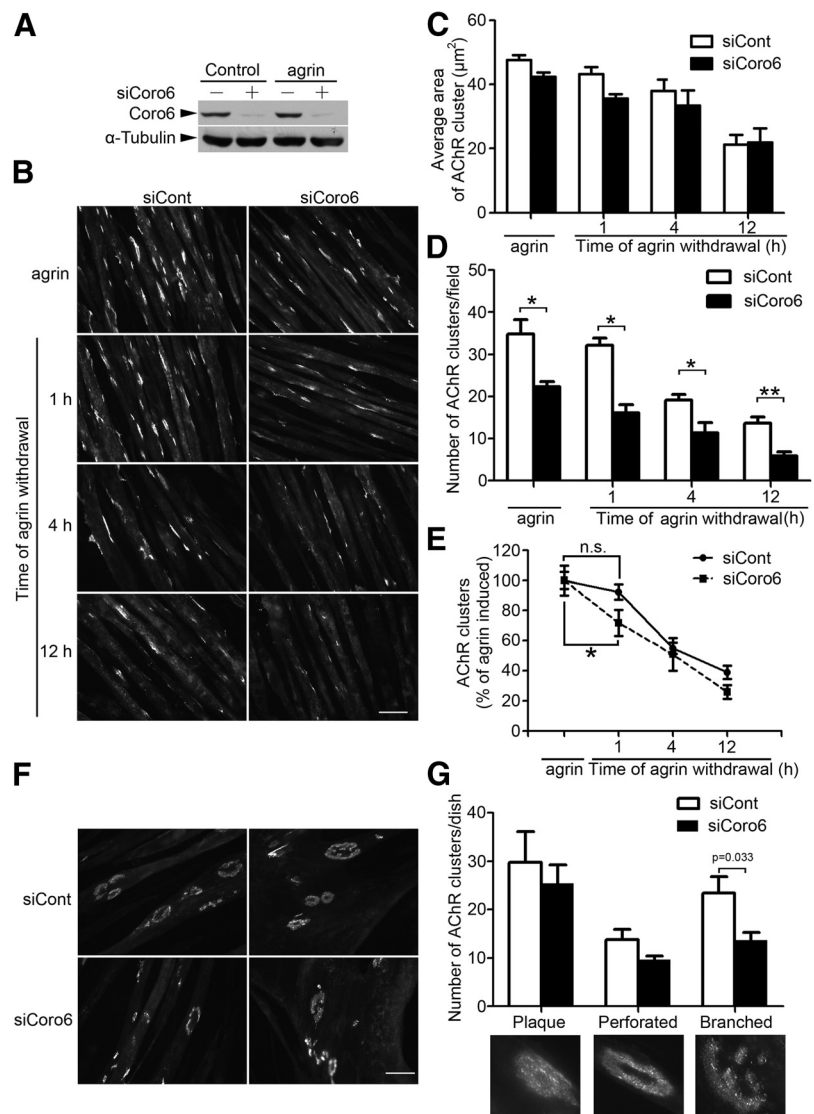 A
Control agrin
siCoro6 − + − +
Coro6
α-Tubulin
B
siCont siCoro6
agrin
1 h
4 h
12 h
Time of agrin withdrawal
C
siCont
siCoro6
Average area
of AChR cluster (μm²)
60
40
20
0
1 4 12
agrin Time of agrin withdrawal (h)
D
siCont
siCoro6
Number of AChR clusters/field
50
40
30
20
10
0
* * * **
1 4 12
agrin Time of agrin withdrawal(h)
E
siCont
siCoro6
AChR clusters
(% of agrin induced)
120
100
80
60
40
20
0
n.s.
*
1 4 12
agrin Time of agrin withdrawal (h)
F
siCont
siCoro6
G
siCont
siCoro6
Number of AChR clusters/dish
40
30
20
10
0
p=0.033
Plaque Perforated Branched